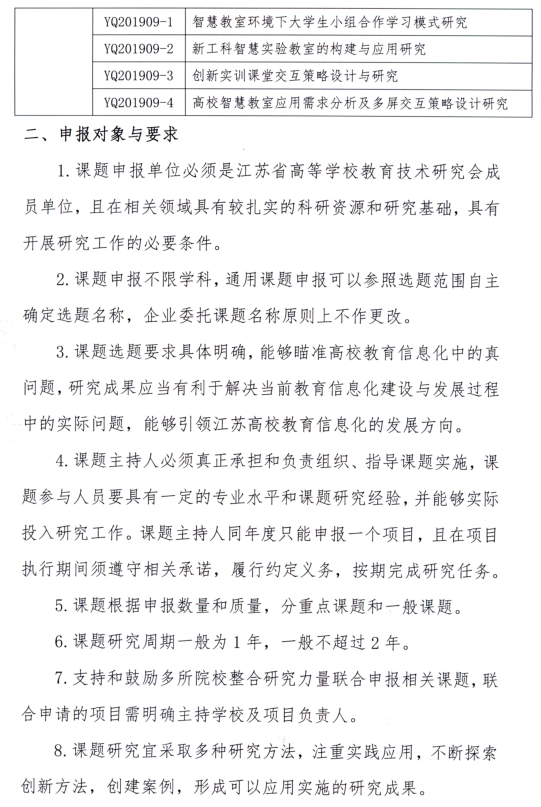 YQ201909-1 智慧教室环境下大学生小组合作学习模式研究
YQ201909-2 新工科智慧实验教室的构建与应用研究
YQ201909-3 创新实训课堂交互策略设计与研究
YQ201909-4 高校智慧教室应用需求分析及多屏交互策略设计研究
二、申报对象与要求
1.课题申报单位必须是江苏省高等学校教育技术研究会成
员单位，且在相关领域具有较扎实的科研资源和研究基础，具有
开展研究工作的必要条件。
2.课题申报不限学科，通用课题申报可以参照选题范围自主
确定选题名称，企业委托课题名称原则上不作更改。
3.课题选题要求具体明确，能够瞄准高校教育信息化中的真
问题，研究成果应当有利于解决当前教育信息化建设与发展过程
中的实际问题，能够引领江苏高校教育信息化的发展方向。
4.课题主持人必须真正承担和负责组织、指导课题实施，课
题参与人员要具有一定的专业水平和课题研究经验，并能够实际
投入研究工作。课题主持人同年度只能申报一个项目，且在项目
执行期间须遵守相关承诺，履行约定义务，按期完成研究任务。
5.课题根据申报数量和质量，分重点课题和一般课题。
6.课题研究周期一般为1年，一般不超过2年。
7.支持和鼓励多所院校整合研究力量联合申报相关课题，联
合申请的项目需明确主持学校及项目负责人。
8.课题研究宜采取多种研究方法，注重实践应用，不断探索
创新方法，创建案例，形成可以应用实施的研究成果。